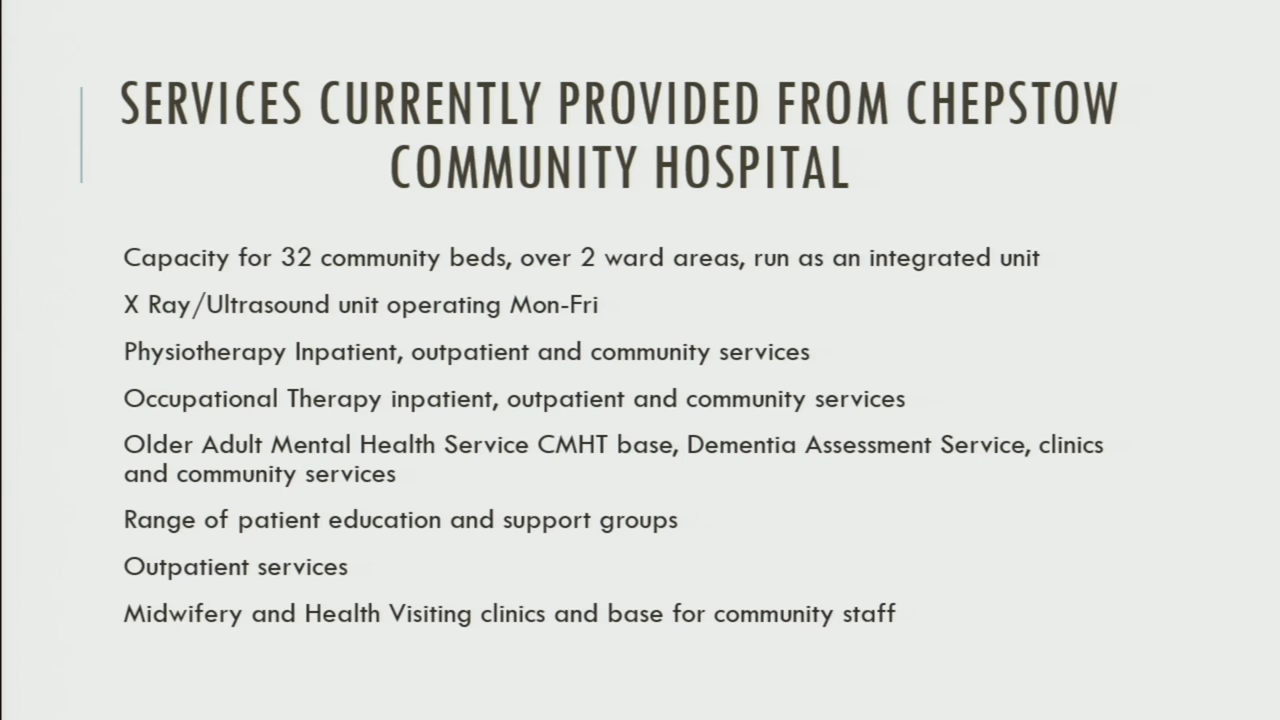 SERVICES CURRENTLY PROVIDED FROM CHEPSTOW
COMMUNITY HOSPITAL
Capacity for 32 community beds, over 2 ward areas, run as an integrated unit
X Ray/Ultrasound unit operating Mon-Fri
Physiotherapy Inpatient, outpatient and community services
Occupational Therapy inpatient, outpatient and community services
Older Adult Mental Health Service CMHT base, Dementia Assessment Service, clinics
and community services
Range of patient education and support groups
Outpatient services
Midwifery and Health Visiting clinics and base for community staff